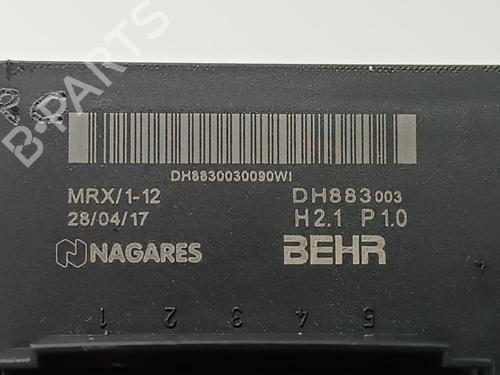 B-PARTS
DH8830030090WI
MRX/1-12 DH883003
28/04/17 H2.1 P1.0
NAGARES BEHR
1 2 3 4 5